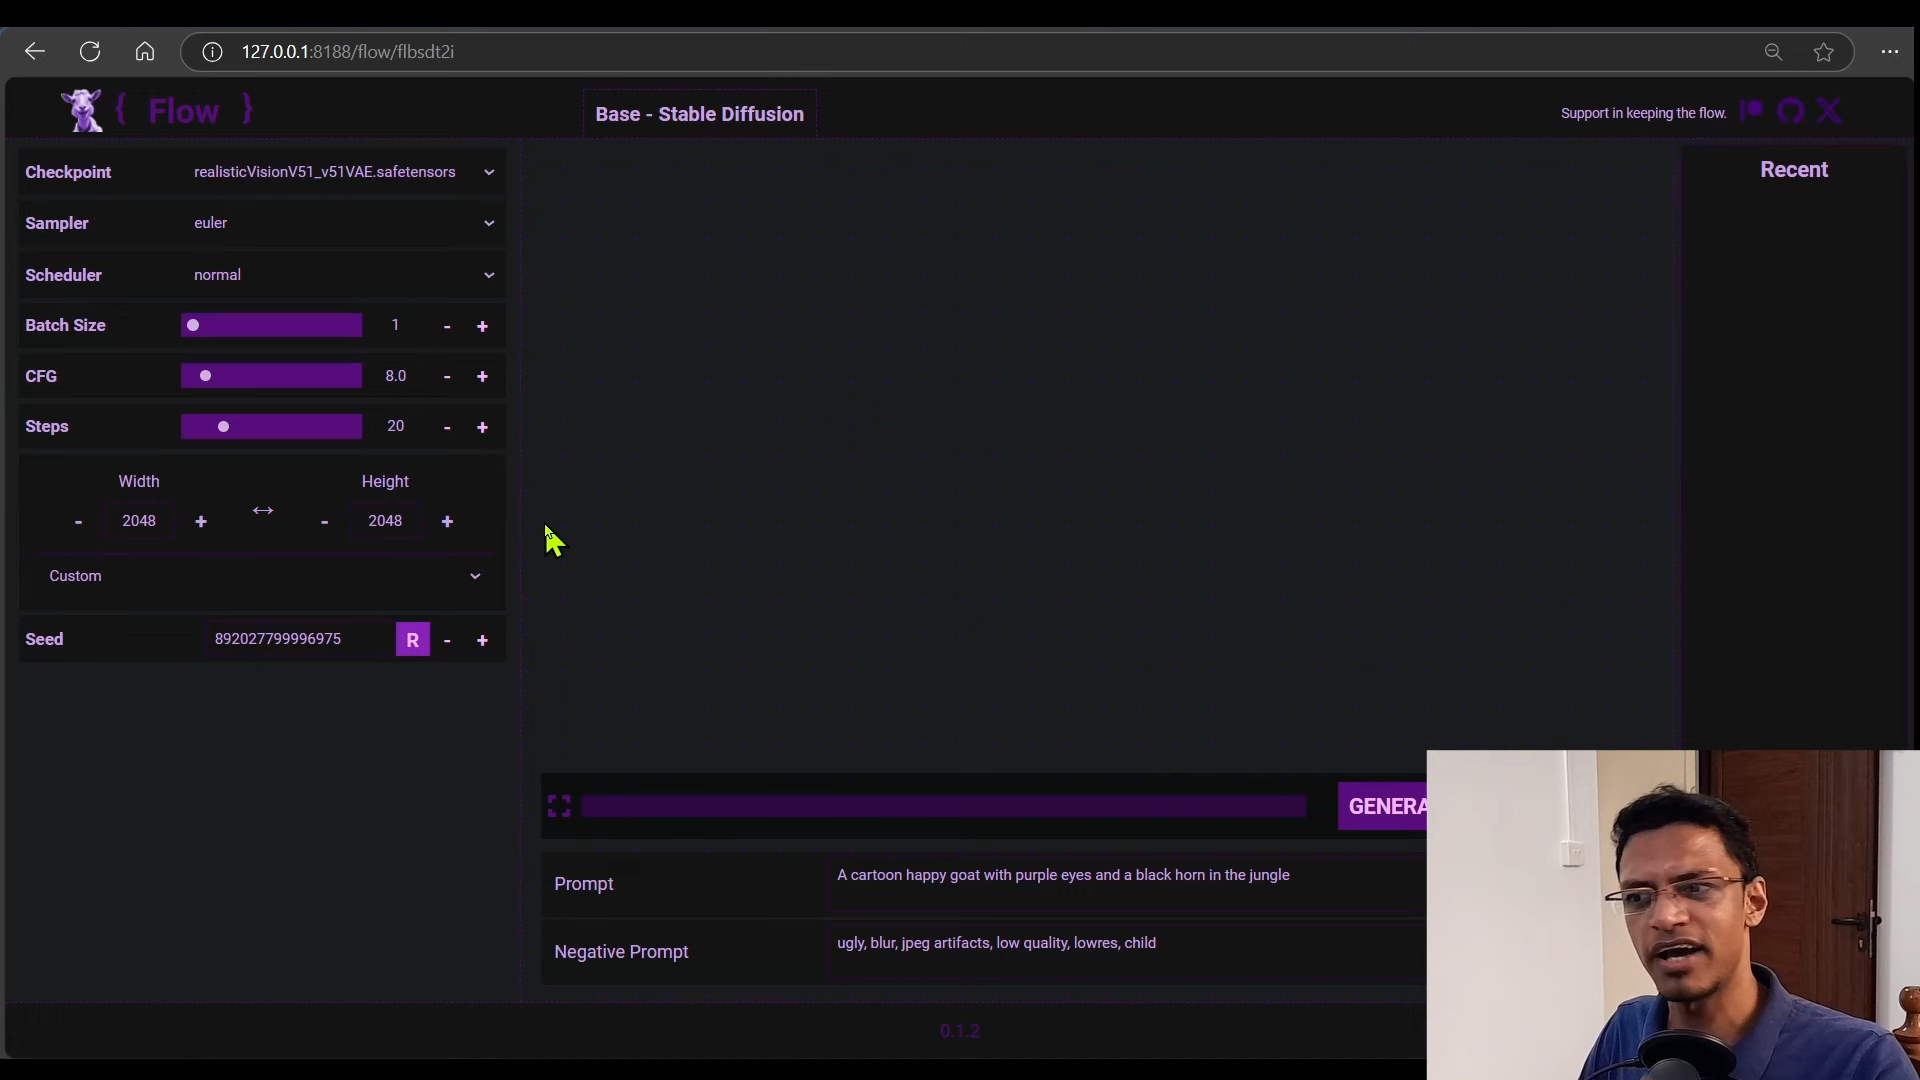 127.0.0.1:8188/flow/flbsdt2i
{ Flow }
Base - Stable Diffusion
Support in keeping the flow.
Checkpoint realisticVisionV51_v51VAE.safetensors
Sampler euler
Scheduler normal
Batch Size 1 - +
CFG 8.0 - +
Steps 20 - +
Width Height
- 2048 + ↔ - 2048 +
Custom
Seed 892027799996975 R - +
Recent
GENERA
Prompt A cartoon happy goat with purple eyes and a black horn in the jungle
Negative Prompt ugly, blur, jpeg artifacts, low quality, lowres, child
0.1.2